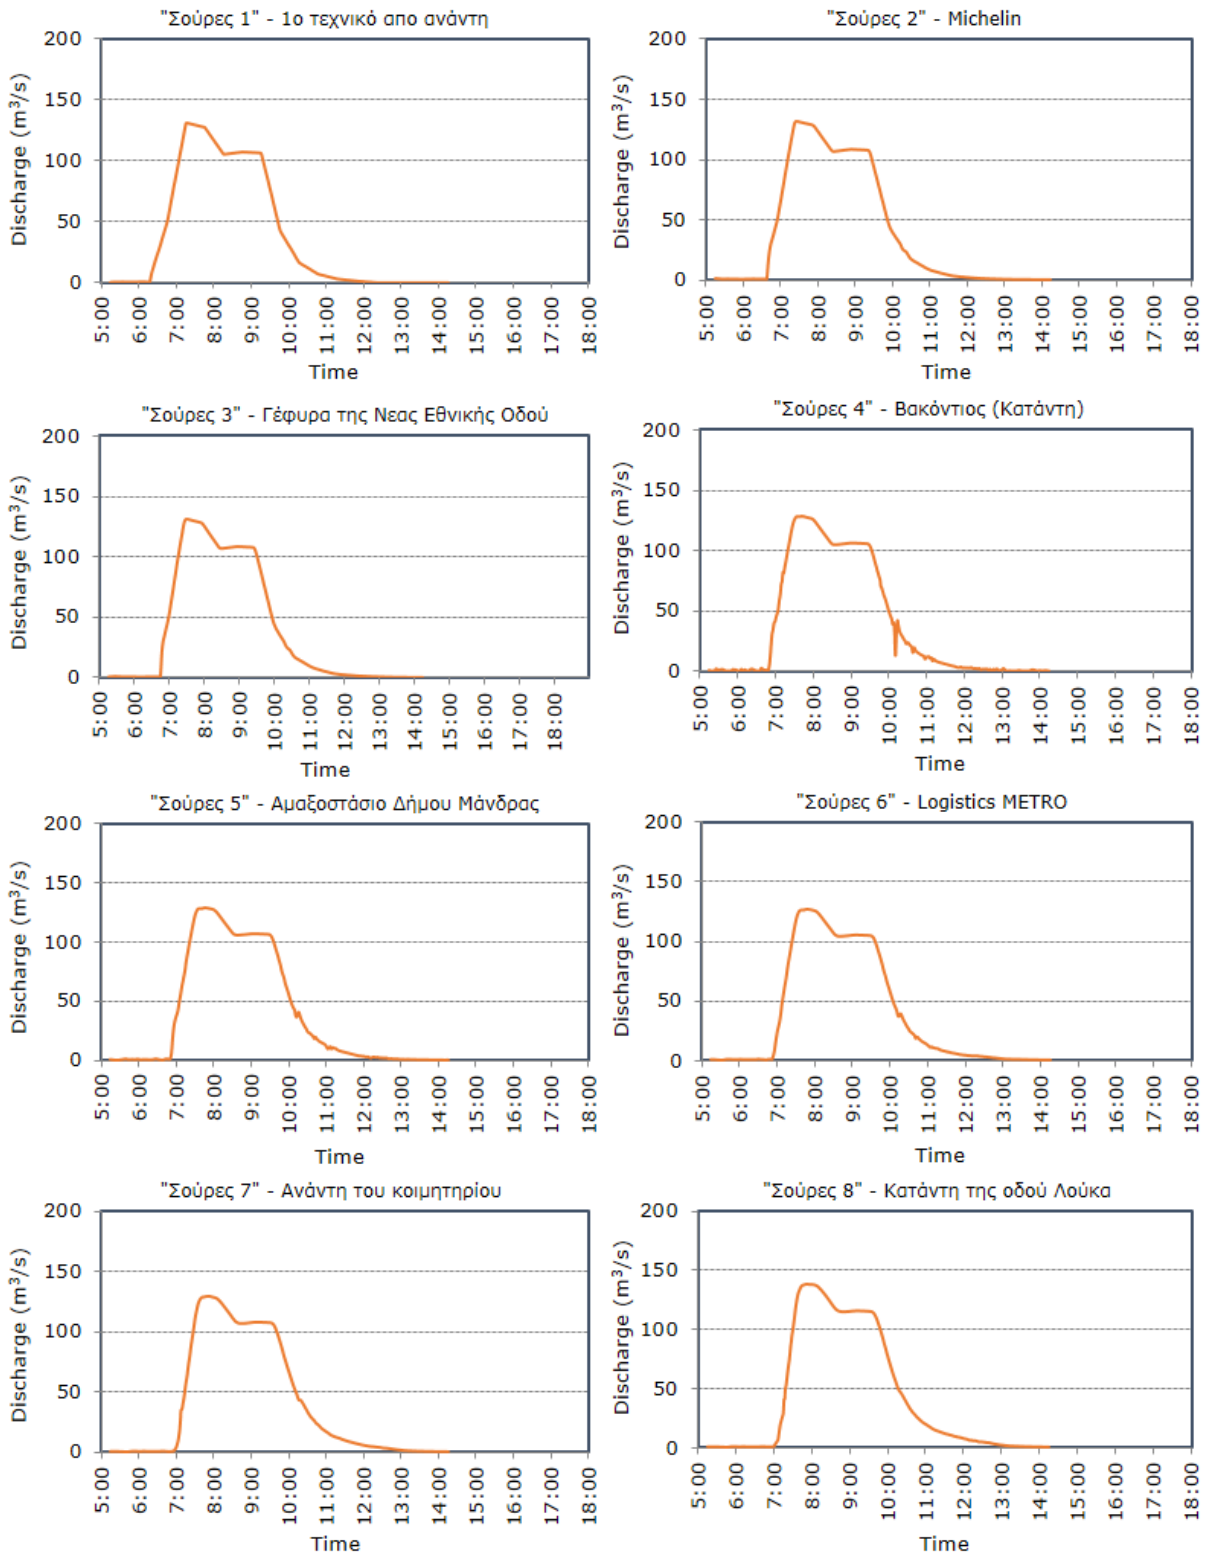 "Σούρες 1" - 1ο τεχνικό απο ανάντη
Discharge (m³/s)
200
150
100
50
0
5:00 6:00 7:00 8:00 9:00 10:00 11:00 12:00 13:00 14:00 15:00 16:00 17:00 18:00
Time
"Σούρες 2" - Michelin
Discharge (m³/s)
200
150
100
50
0
5:00 6:00 7:00 8:00 9:00 10:00 11:00 12:00 13:00 14:00 15:00 16:00 17:00 18:00
Time
"Σούρες 3" - Γέφυρα της Νεας Εθνικής Οδού
Discharge (m³/s)
200
150
100
50
0
5:00 6:00 7:00 8:00 9:00 10:00 11:00 12:00 13:00 14:00 15:00 16:00 17:00 18:00
Time
"Σούρες 4" - Βακόντιος (Κατάντη)
Discharge (m³/s)
200
150
100
50
0
5:00 6:00 7:00 8:00 9:00 10:00 11:00 12:00 13:00 14:00 15:00 16:00 17:00 18:00
Time
"Σούρες 5" - Αμαξοστάσιο Δήμου Μάνδρας
Discharge (m³/s)
200
150
100
50
0
5:00 6:00 7:00 8:00 9:00 10:00 11:00 12:00 13:00 14:00 15:00 16:00 17:00 18:00
Time
"Σούρες 6" - Logistics METRO
Discharge (m³/s)
200
150
100
50
0
5:00 6:00 7:00 8:00 9:00 10:00 11:00 12:00 13:00 14:00 15:00 16:00 17:00 18:00
Time
"Σούρες 7" - Ανάντη του κοιμητηρίου
Discharge (m³/s)
200
150
100
50
0
5:00 6:00 7:00 8:00 9:00 10:00 11:00 12:00 13:00 14:00 15:00 16:00 17:00 18:00
Time
"Σούρες 8" - Κατάντη της οδού Λούκα
Discharge (m³/s)
200
150
100
50
0
5:00 6:00 7:00 8:00 9:00 10:00 11:00 12:00 13:00 14:00 15:00 16:00 17:00 18:00
Time